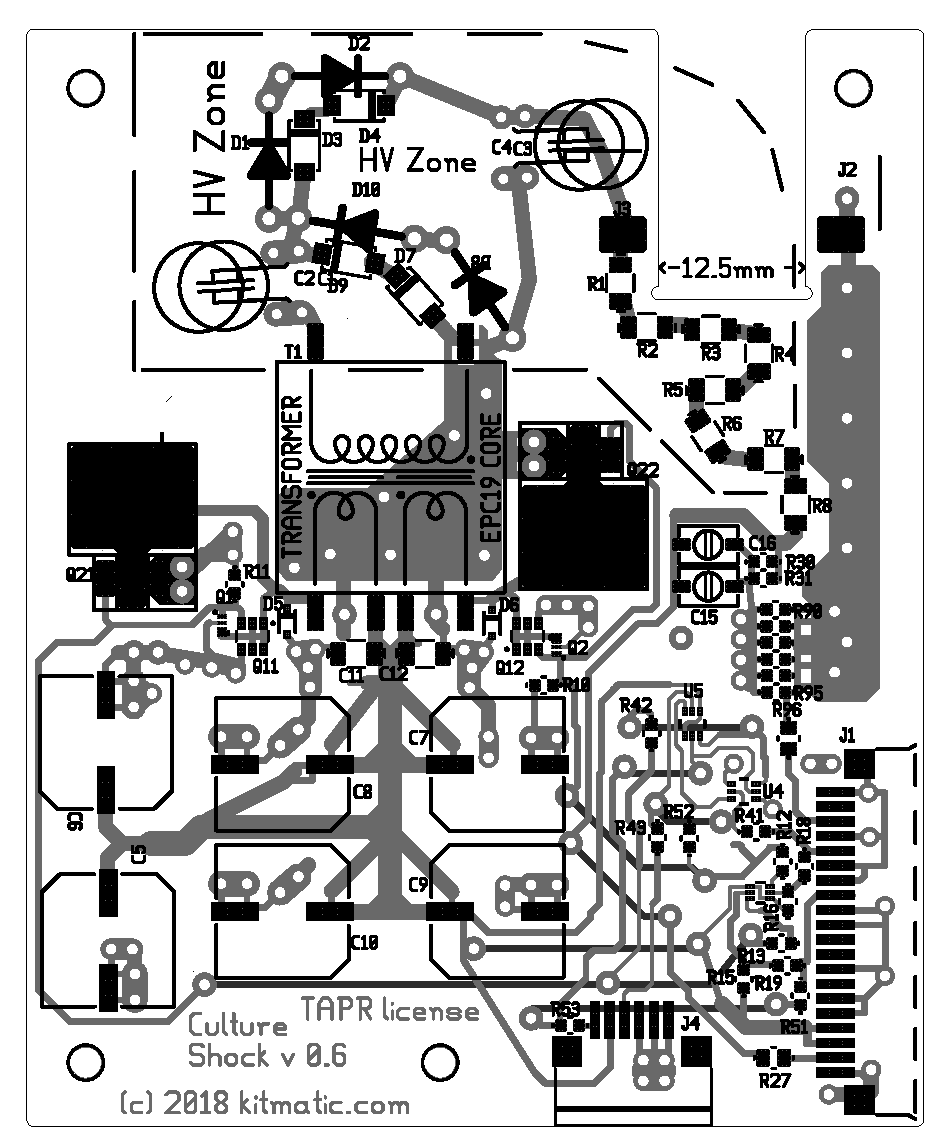 D2
HV Zone
D1
D3
D4
HV Zone
C4
C3
J2
D10
J3
D7
C2
D9
R1
12.5mm
T1
R2
R3
R4
R5
R6
R7
R8
TRANSFORMER
EPC19 CORE
Q22
C16
R30
R31
Q21
R11
D5
D6
C15
R90
Q11
C11
C12
Q12
Q2
R10
R95
U5
R42
R96
J1
C7
C8
U4
C6
C5
R49
R52
R41
R12
R18
C9
C10
R16
R13
R15
R19
TAPR license
Culture
Shock v 0.6
R53
J4
R51
R27
(c) 2018 kitmatic.com